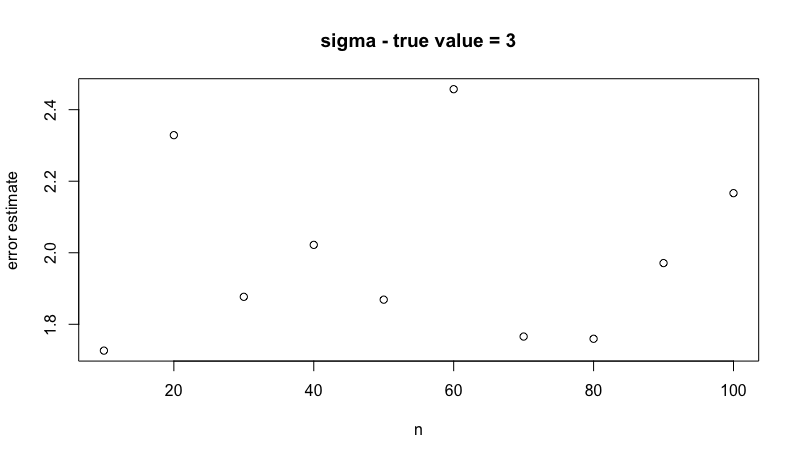 sigma - true value = 3
error estimate
2.4
2.2
2.0
1.8
20 40 60 80 100
n